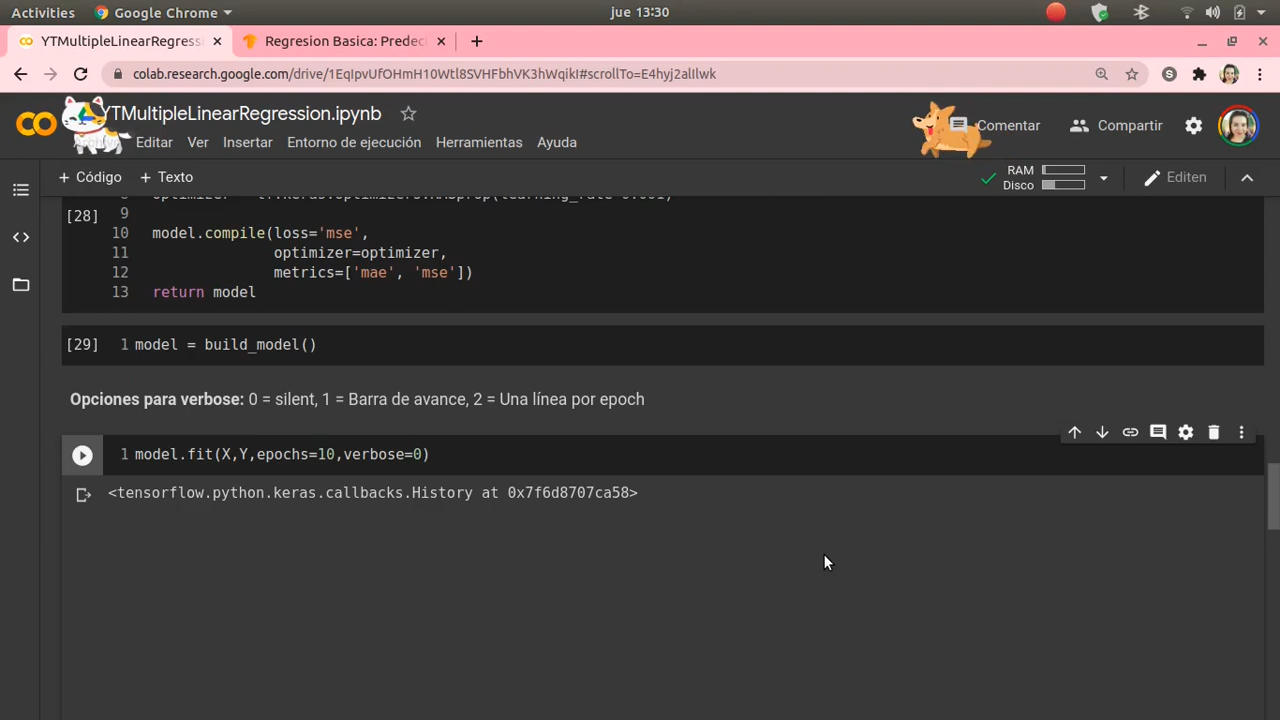 Activities
Google Chrome
jue 13:30
YTMultipleLinearRegressi
Regresion Basica: Predec
colab.research.google.com/drive/1EqIpvUfOHmH10Wtl8SVHFbhVK3hWqikI#scrollTo=E4hyj2alIlwk
S
YTMultipleLinearRegression.ipynb
Comentar
Compartir
Editar
Ver
Insertar
Entorno de ejecución
Herramientas
Ayuda
+ Código
+ Texto
RAM
Disco
Editen
[28]
9
10 model.compile(loss='mse',
11 optimizer=optimizer,
12 metrics=['mae', 'mse'])
13 return model
[29] 1 model = build_model()
Opciones para verbose: 0 = silent, 1 = Barra de avance, 2 = Una línea por epoch
1 model.fit(X,Y,epochs=10,verbose=0)
<tensorflow.python.keras.callbacks.History at 0x7f6d8707ca58>